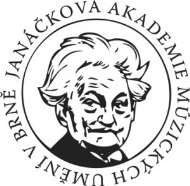 JANÁČKOVA AKADEMIE MÚZICKÝCH UMĚNÍ V BRNĚ